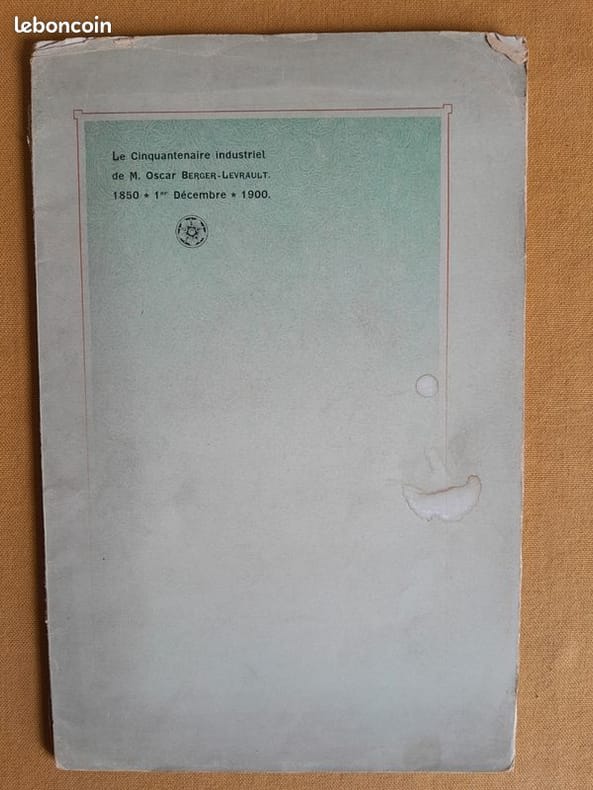 leboncoin
Le Cinquantenaire industriel
de M. Oscar BERGER-LEVRAULT.
1850 ★ 1er Décembre ★ 1900.